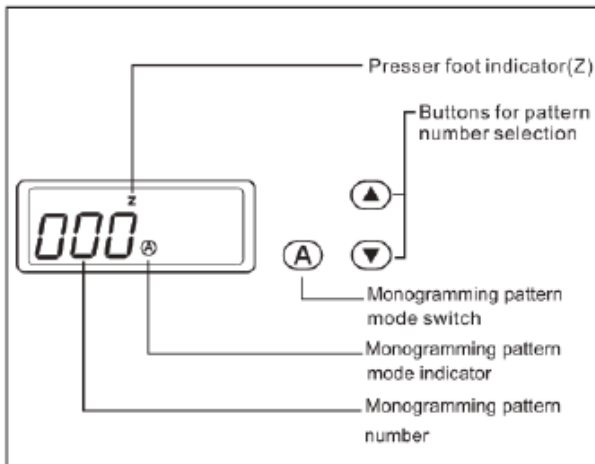 Presser foot indicator(Z)
Buttons for pattern
number selection
Z
000
Ⓐ
A
Monogramming pattern
mode switch
Monogramming pattern
mode indicator
Monogramming pattern
number